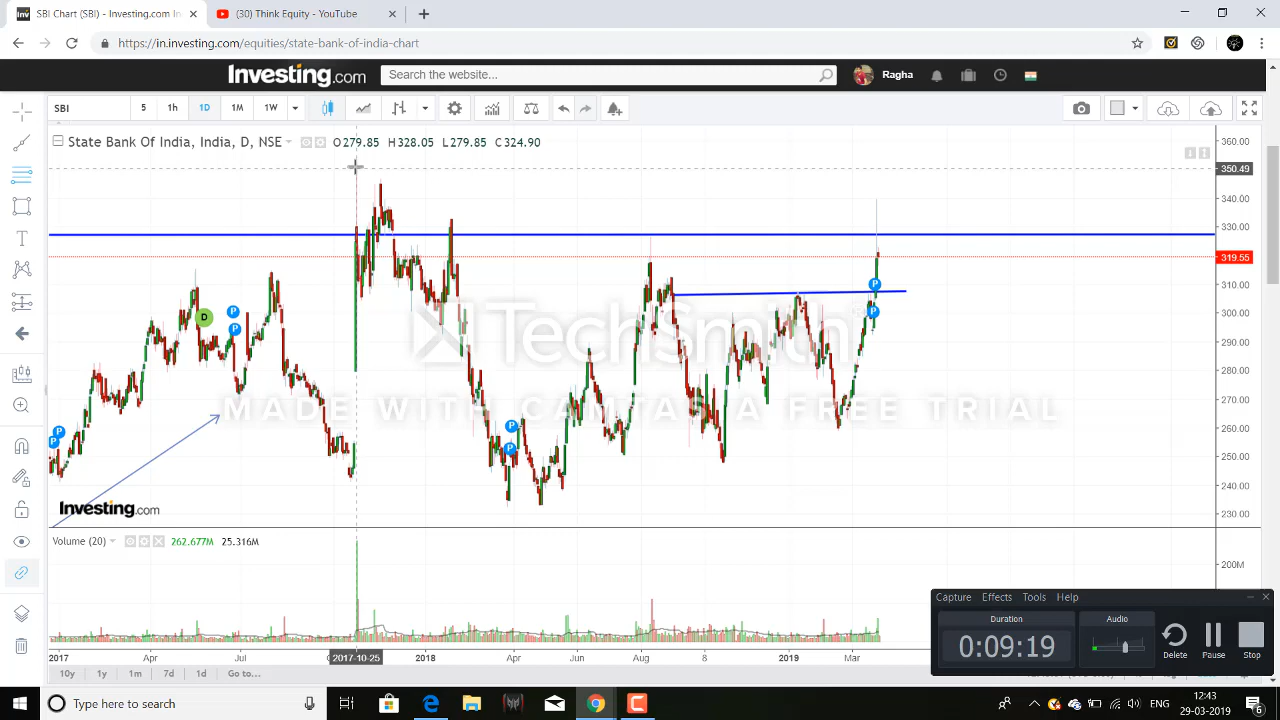 SBI Chart (SBI) - Investing.com In
(30) Think Equity - YouTube
https://in.investing.com/equities/state-bank-of-india-chart
Investing.com
Search the website...
Ragha
SBI
5
1h
1D
1M
1W
State Bank Of India, India, D, NSE
O279.85 H328.05 L279.85 C324.90
360.00
350.49
340.00
330.00
319.55
310.00
300.00
290.00
280.00
270.00
260.00
250.00
240.00
230.00
D
P
P
P
P
P
P
P
P
TechSmith
MADE WITH CAMTASIA FREE TRIAL
Investing.com
Volume (20)
262.677M
25.316M
200M
2017
Apr
Jul
2017-10-25
2018
Apr
Jun
Aug
8
2019
Mar
10y
1y
1m
7d
1d
Go to...
Capture
Effects
Tools
Help
Duration
0:09:19
Audio
Delete
Pause
Stop
Type here to search
12:43
29-03-2019
6